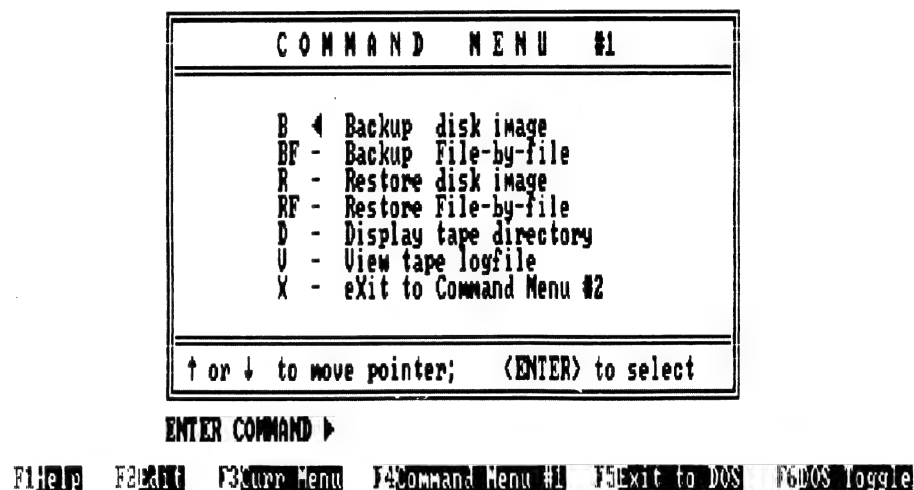 COMMAND MENU #1
B ◄ Backup disk image
BF - Backup File-by-file
R - Restore disk image
RF - Restore File-by-file
D - Display tape directory
V - View tape logfile
X - eXit to Command Menu #2
↑ or ↓ to move pointer; <ENTER> to select
ENTER COMMAND ►
F1Help F2Edit F3Curr Menu F4Command Menu #1 F5Exit to DOS F6DOS Toggle